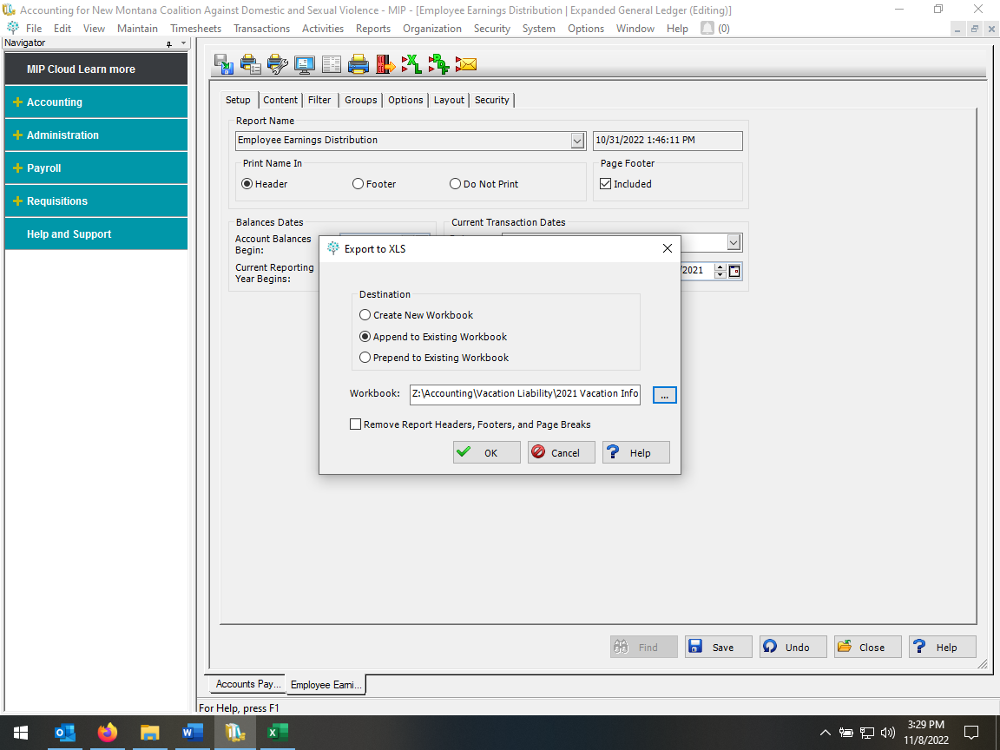 Accounting for New Montana Coalition Against Domestic and Sexual Violence - MIP - [Employee Earnings Distribution | Expanded General Ledger (Editing)]
File Edit View Maintain Timesheets Transactions Activities Reports Organization Security System Options Window Help (0)
Navigator
MIP Cloud Learn more
Accounting
Administration
Payroll
Requisitions
Help and Support
Setup Content Filter Groups Options Layout Security
Report Name
Employee Earnings Distribution
10/31/2022 1:46:11 PM
Print Name In
Header Footer Do Not Print
Page Footer
Included
Balances Dates
Account Balances
Begin:
Current Reporting
Year Begins:
Current Transaction Dates
/2021
Export to XLS
Destination
Create New Workbook
Append to Existing Workbook
Prepend to Existing Workbook
Workbook: Z:\Accounting\Vacation Liability\2021 Vacation Info ...
Remove Report Headers, Footers, and Page Breaks
OK Cancel Help
Find Save Undo Close Help
Accounts Pay... Employee Earni...
For Help, press F1
3:29 PM
11/8/2022